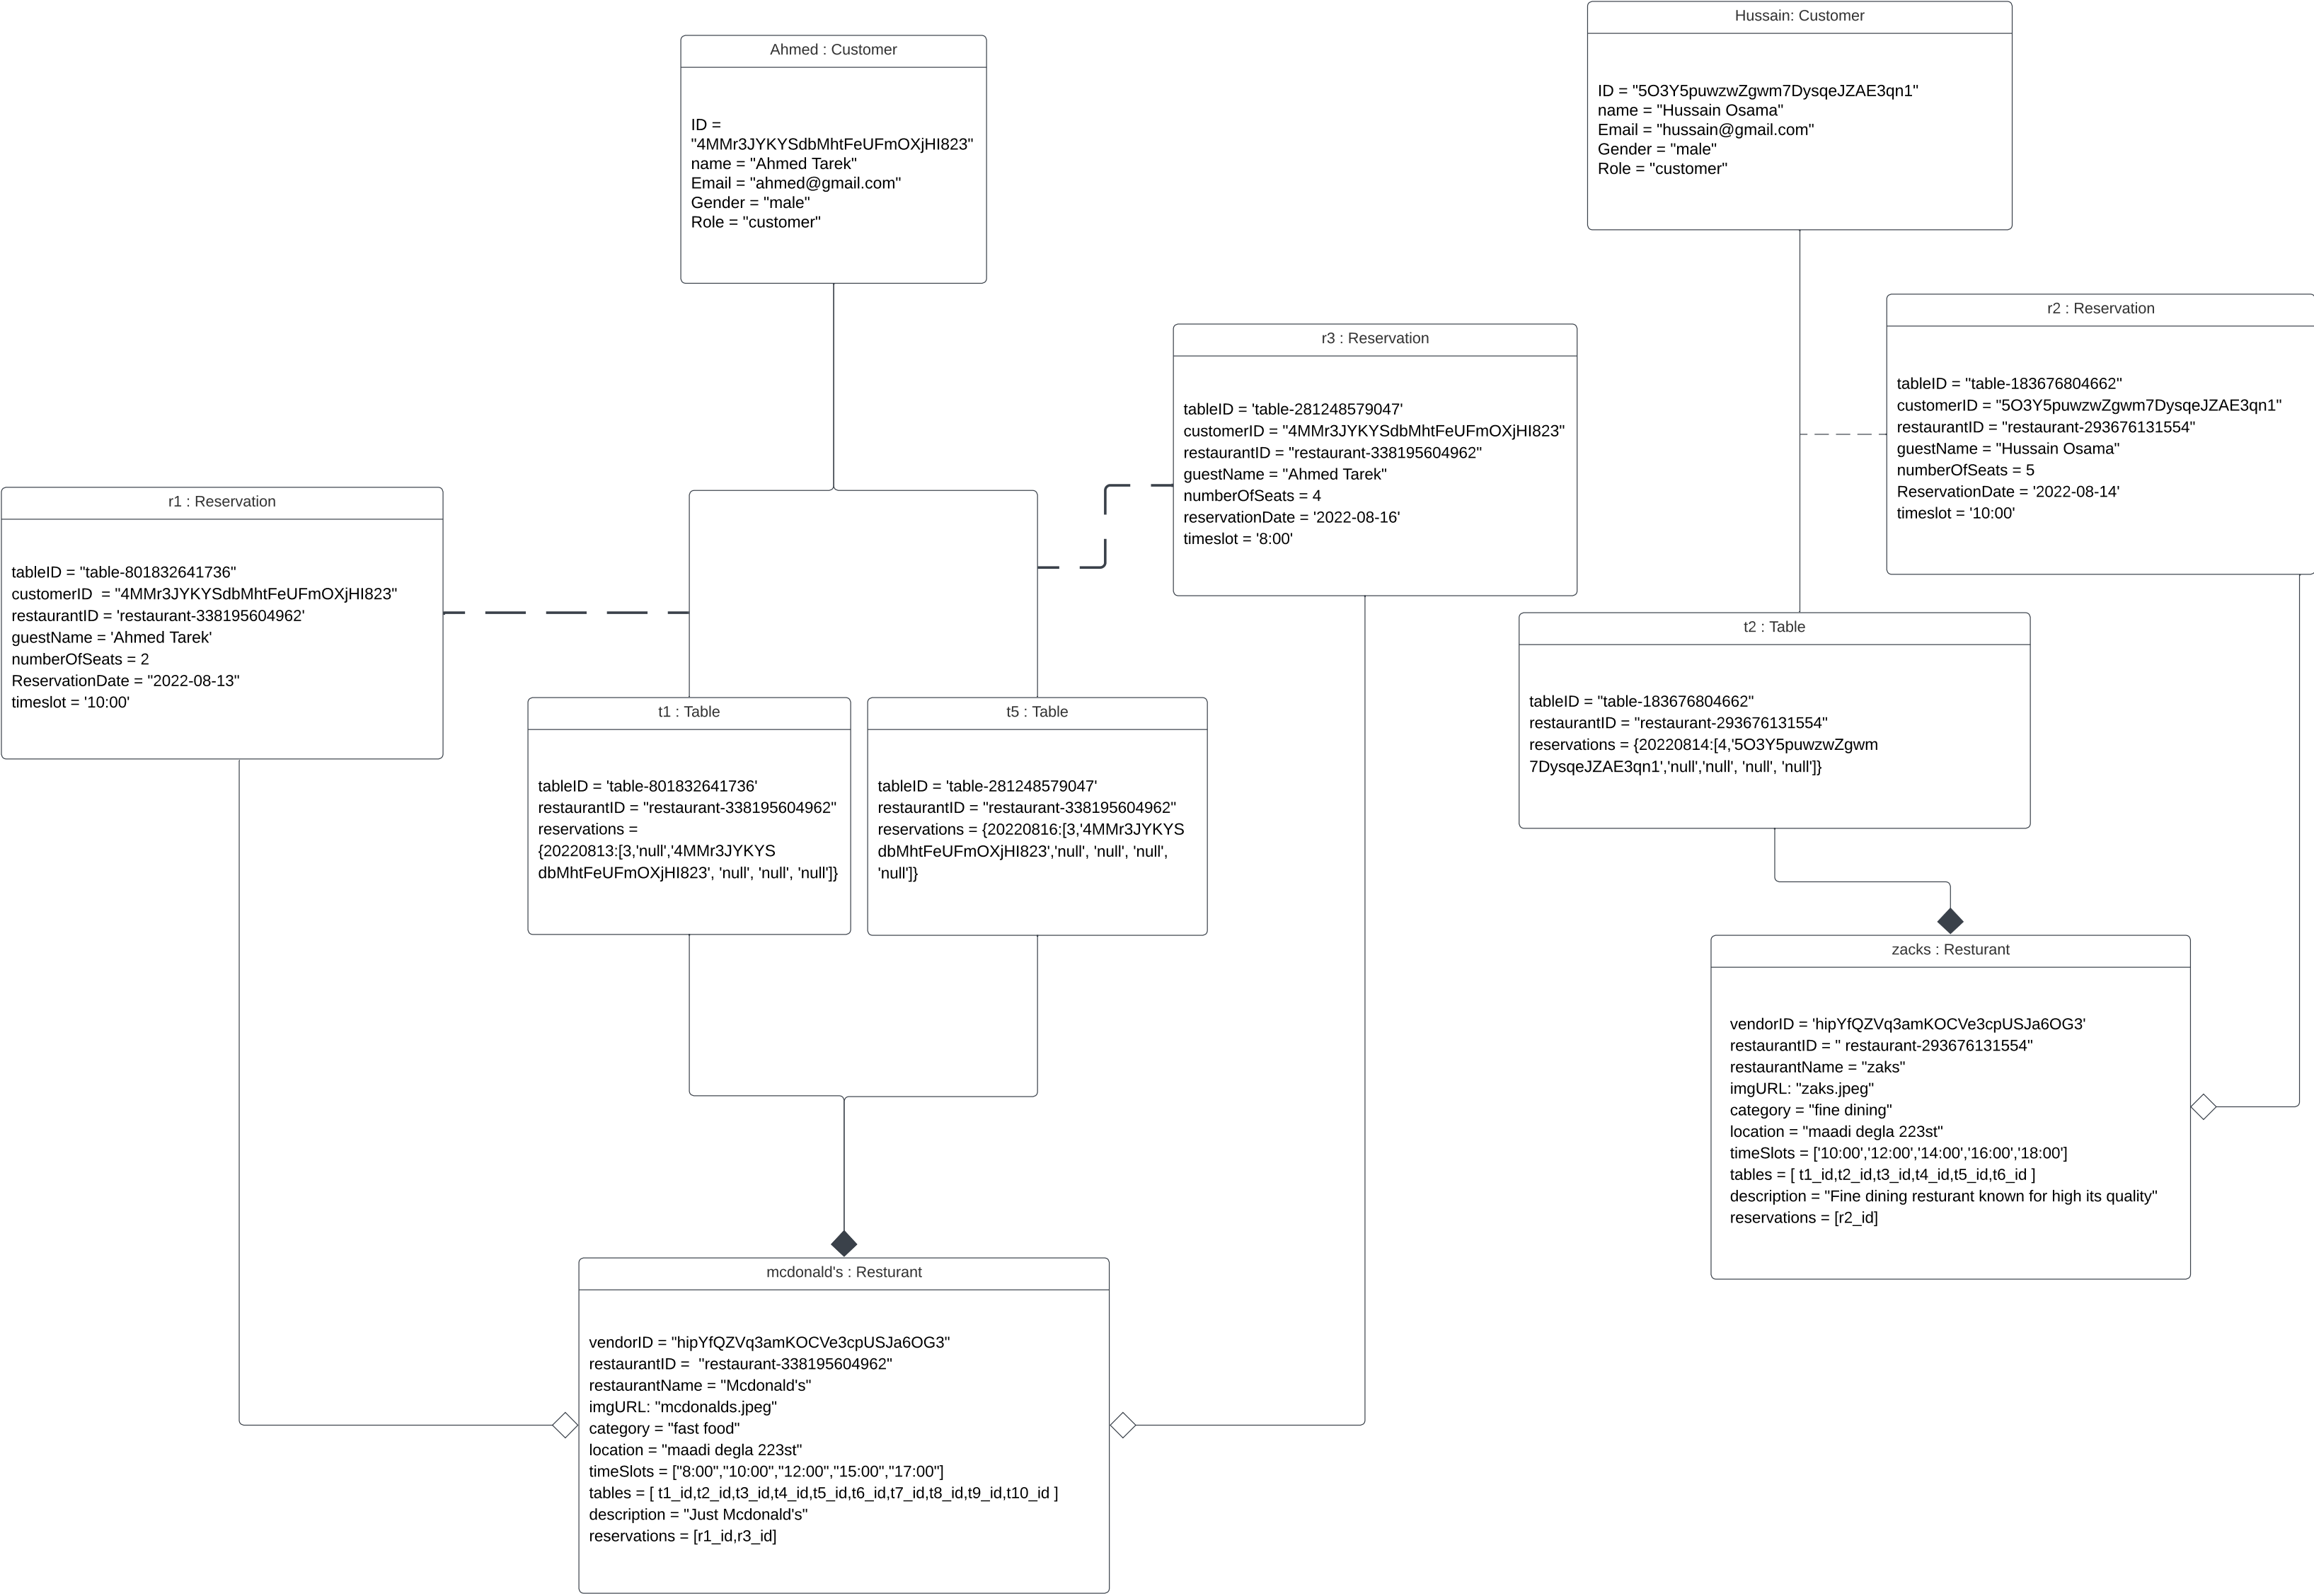 Ahmed : Customer
ID =
"4MMr3JYKYSdbMhtFeUFmOXjHI823"
name = "Ahmed Tarek"
Email = "ahmed@gmail.com"
Gender = "male"
Role = "customer"
Hussain: Customer
ID = "5O3Y5puwzwZgwm7DysqeJZAE3qn1"
name = "Hussain Osama"
Email = "hussain@gmail.com"
Gender = "male"
Role = "customer"
r2 : Reservation
tableID = "table-183676804662"
customerID = "5O3Y5puwzwZgwm7DysqeJZAE3qn1"
restaurantID = "restaurant-293676131554"
guestName = "Hussain Osama"
numberOfSeats = 5
ReservationDate = '2022-08-14'
timeslot = '10:00'
r3 : Reservation
tableID = 'table-281248579047'
customerID = "4MMr3JYKYSdbMhtFeUFmOXjHI823"
restaurantID = "restaurant-338195604962"
guestName = "Ahmed Tarek"
numberOfSeats = 4
reservationDate = '2022-08-16'
timeslot = '8:00'
r1 : Reservation
tableID = "table-801832641736"
customerID  = "4MMr3JYKYSdbMhtFeUFmOXjHI823"
restaurantID = 'restaurant-338195604962'
guestName = 'Ahmed Tarek'
numberOfSeats = 2
ReservationDate = "2022-08-13"
timeslot = '10:00'
t1 : Table
tableID = 'table-801832641736'
restaurantID = "restaurant-338195604962"
reservations =
{20220813:[3,'null','4MMr3JYKYS
dbMhtFeUFmOXjHI823', 'null', 'null', 'null']}
t5 : Table
tableID = 'table-281248579047'
restaurantID = "restaurant-338195604962"
reservations = {20220816:[3,'4MMr3JYKYS
dbMhtFeUFmOXjHI823','null', 'null', 'null',
'null']}
t2 : Table
tableID = "table-183676804662"
restaurantID = "restaurant-293676131554"
reservations = {20220814:[4,'5O3Y5puwzwZgwm
7DysqeJZAE3qn1','null','null', 'null', 'null']}
zacks : Resturant
vendorID = 'hipYfQZVq3amKOCVe3cpUSJa6OG3'
restaurantID = " restaurant-293676131554"
restaurantName = "zaks"
imgURL: "zaks.jpeg"
category = "fine dining"
location = "maadi degla 223st"
timeSlots = ['10:00','12:00','14:00','16:00','18:00']
tables = [ t1_id,t2_id,t3_id,t4_id,t5_id,t6_id ]
description = "Fine dining resturant known for high its quality"
reservations = [r2_id]
mcdonald's : Resturant
vendorID = "hipYfQZVq3amKOCVe3cpUSJa6OG3"
restaurantID =  "restaurant-338195604962"
restaurantName = "Mcdonald's"
imgURL: "mcdonalds.jpeg"
category = "fast food"
location = "maadi degla 223st"
timeSlots = ["8:00","10:00","12:00","15:00","17:00"]
tables = [ t1_id,t2_id,t3_id,t4_id,t5_id,t6_id,t7_id,t8_id,t9_id,t10_id ]
description = "Just Mcdonald's"
reservations = [r1_id,r3_id]